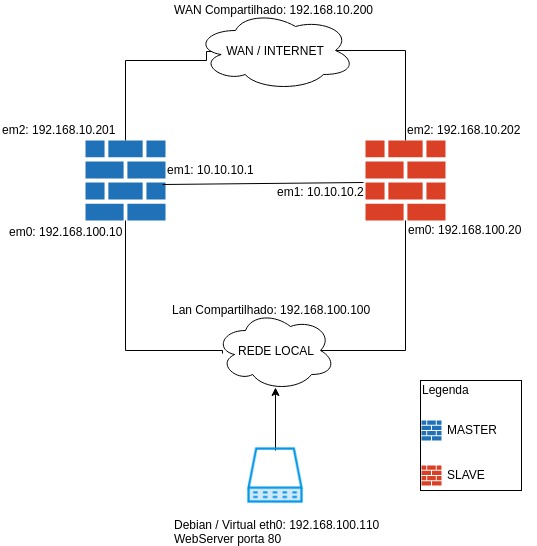 WAN Compartilhado: 192.168.10.200
WAN / INTERNET
em2: 192.168.10.201
em2: 192.168.10.202
em1: 10.10.10.1
em1: 10.10.10.2
em0: 192.168.100.10
em0: 192.168.100.20
Lan Compartilhado: 192.168.100.100
REDE LOCAL
Legenda
MASTER
SLAVE
Debian / Virtual eth0: 192.168.100.110
WebServer porta 80